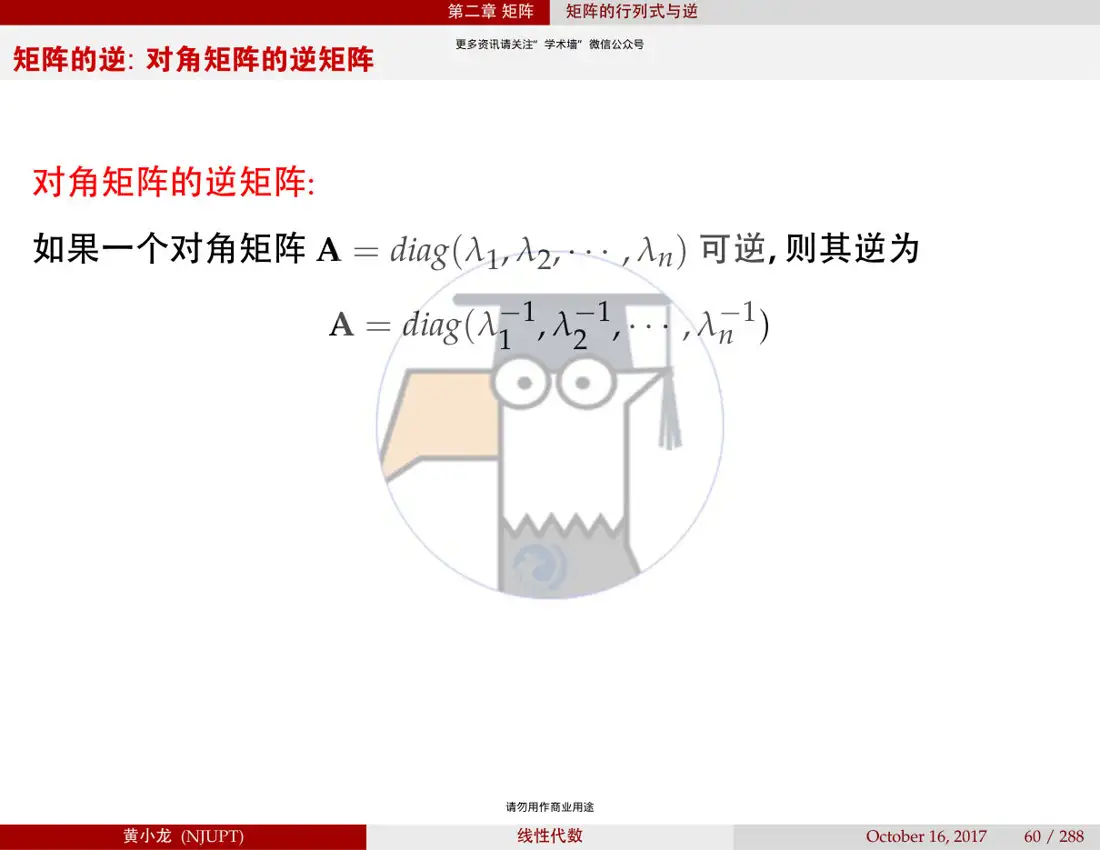 第二章 矩阵 矩阵的行列式与逆
更多资讯请关注“学术墙”微信公众号
矩阵的逆: 对角矩阵的逆矩阵
对角矩阵的逆矩阵:
如果一个对角矩阵 A = diag(λ₁, λ₂, ⋯ , λₙ) 可逆, 则其逆为
A = diag(λ₁⁻¹, λ₂⁻¹, ⋯ , λₙ⁻¹)
请勿用作商业用途
黄小龙 (NJUPT) 线性代数 October 16, 2017 60 / 288